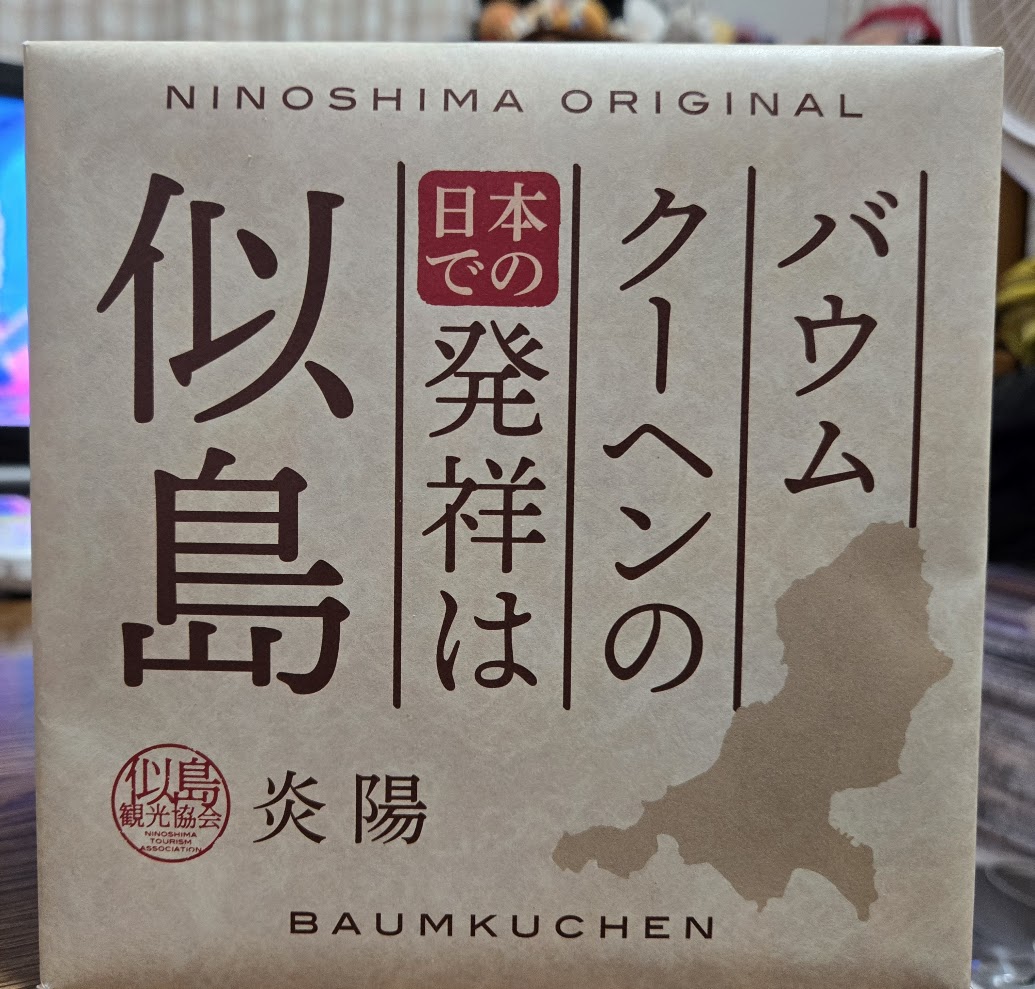 NINOSHIMA ORIGINAL
バウム
クーヘンの
日本での発祥は
似島
似島
観光協会
NINOSHIMA
TOURISM
ASSOCIATION
炎陽
BAUMKUCHEN